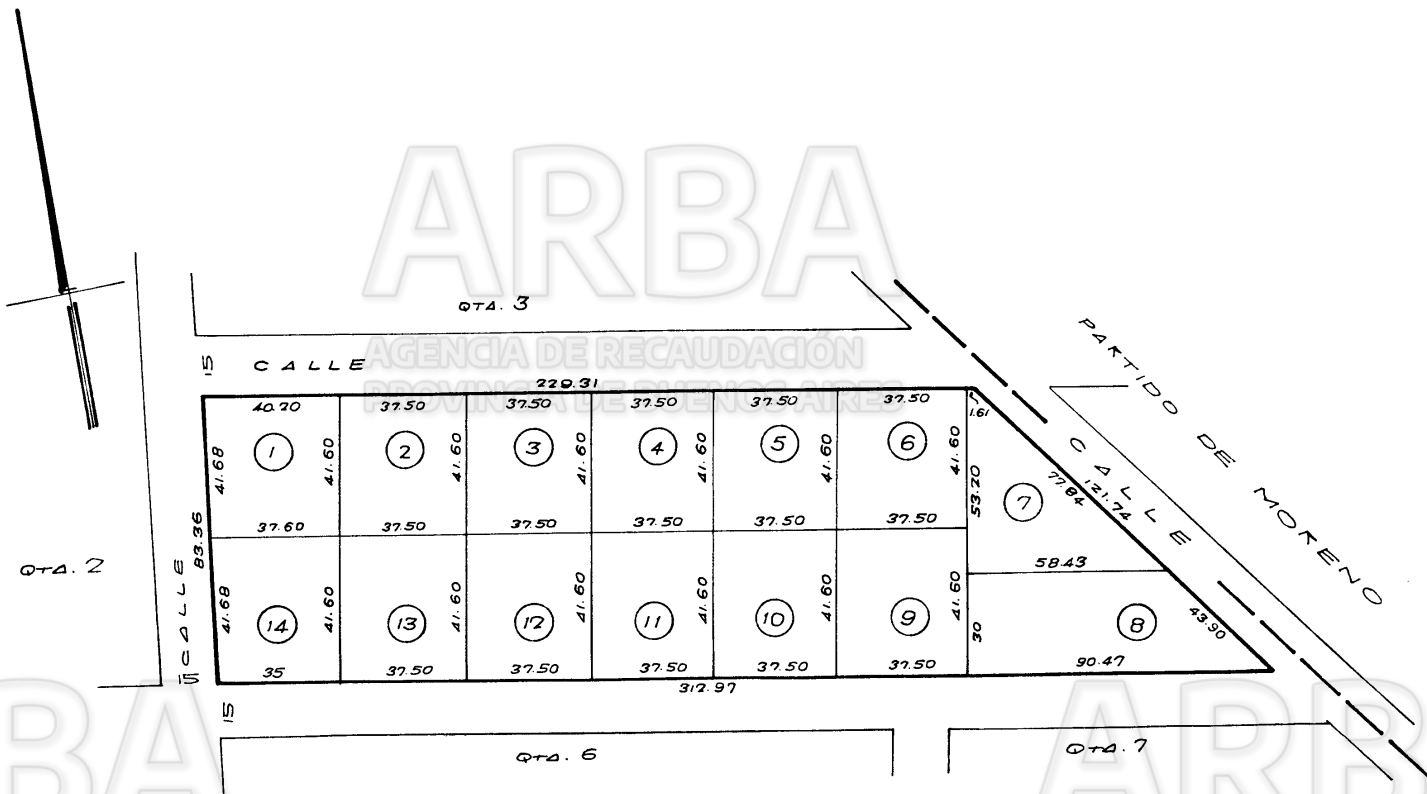 ARBA
AGENCIA DE RECAUDACIÓN
PROVINCIA DE BUENOS AIRES
QTA. 3
PARTIDO DE MORENO
15
CALLE
229.31
40.20 37.50 37.50 37.50 37.50 37.50
1.61
41.68 1 41.60 2 41.60 3 41.60 4 41.60 5 41.60 6 41.60
53.20 7 77.84 121.74
CALLE
37.60 37.50 37.50 37.50 37.50 37.50
58.43
83.36
QTA. 2
CALLE
15
41.68 14 41.60 13 41.60 12 41.60 11 41.60 10 41.60 9 41.60
30 8 43.90
35 37.50 37.50 37.50 37.50 37.50 90.47
312.97
15
QTA. 6
QTA. 7
BA
ARB